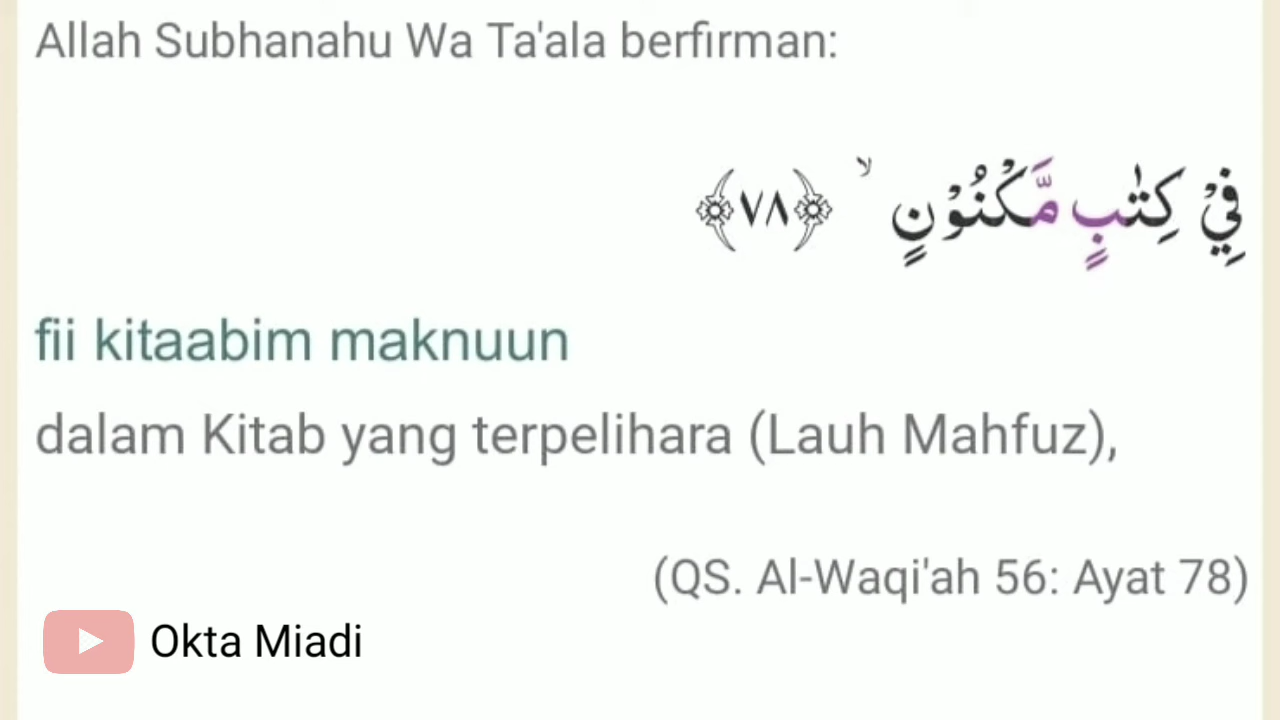 Allah Subhanahu Wa Ta'ala berfirman:
فِيْ كِتٰبٍ مَّكْنُوْنٍ ۙ ﴿٧٨﴾
fii kitaabim maknuun
dalam Kitab yang terpelihara (Lauh Mahfuz),
(QS. Al-Waqi'ah 56: Ayat 78)
Okta Miadi